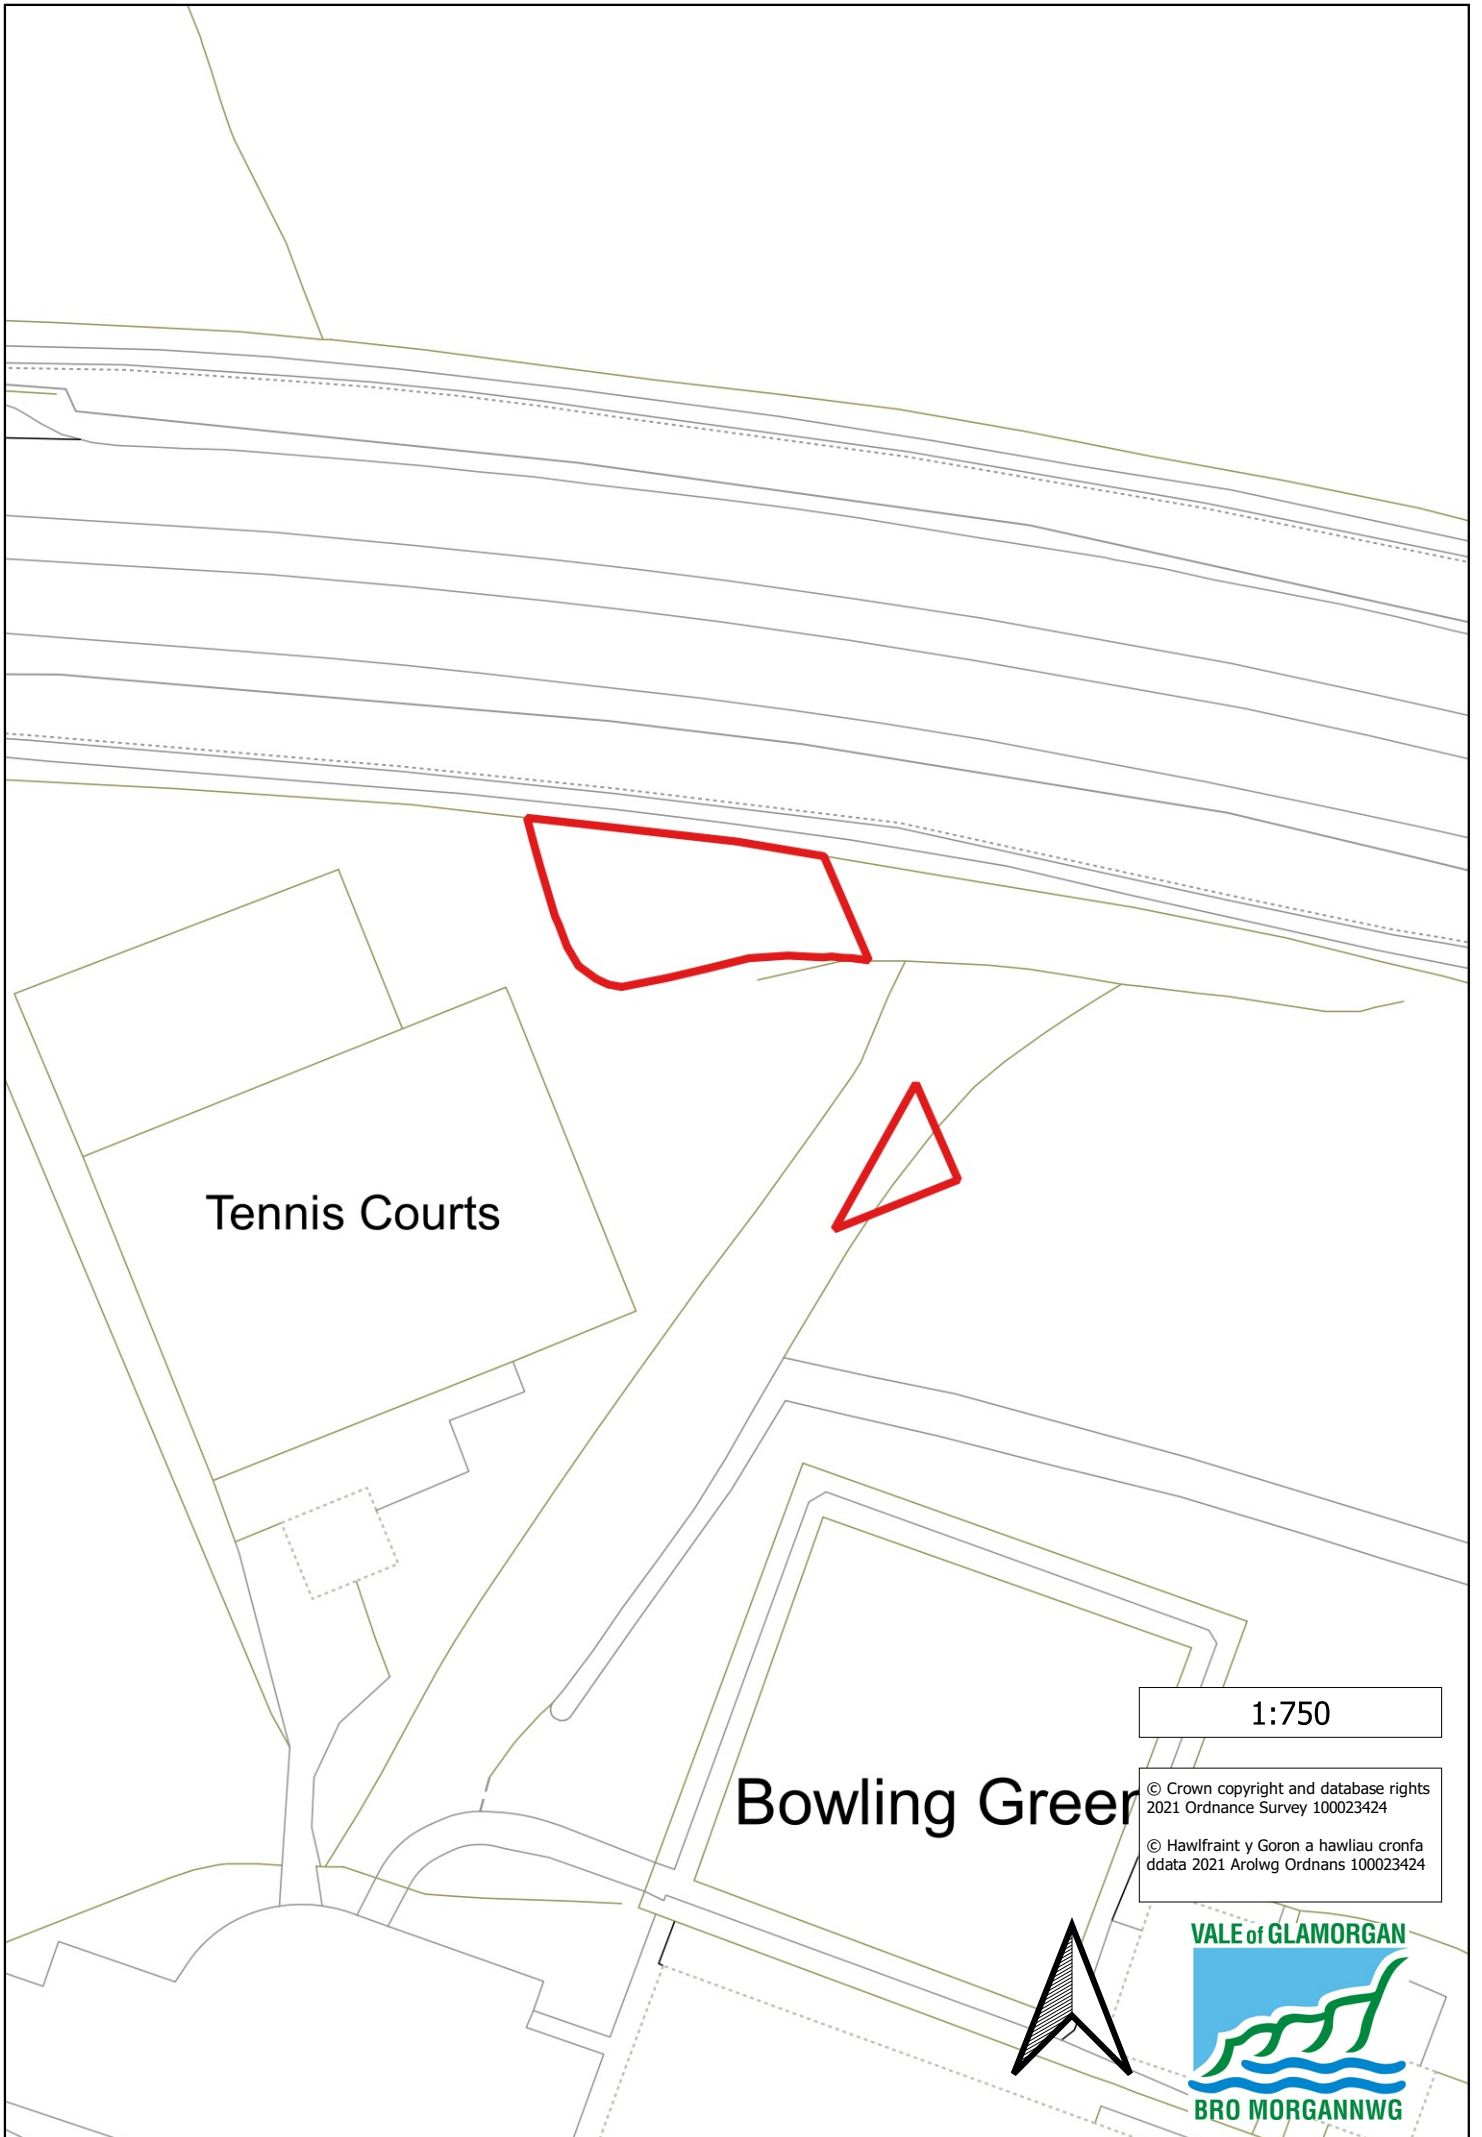 Tennis Courts
1:750
Bowling Green
© Crown copyright and database rights
2021 Ordnance Survey 100023424
© Hawlfraint y Goron a hawliau cronfa
ddata 2021 Arolwg Ordnans 100023424
VALE of GLAMORGAN
BRO MORGANNWG